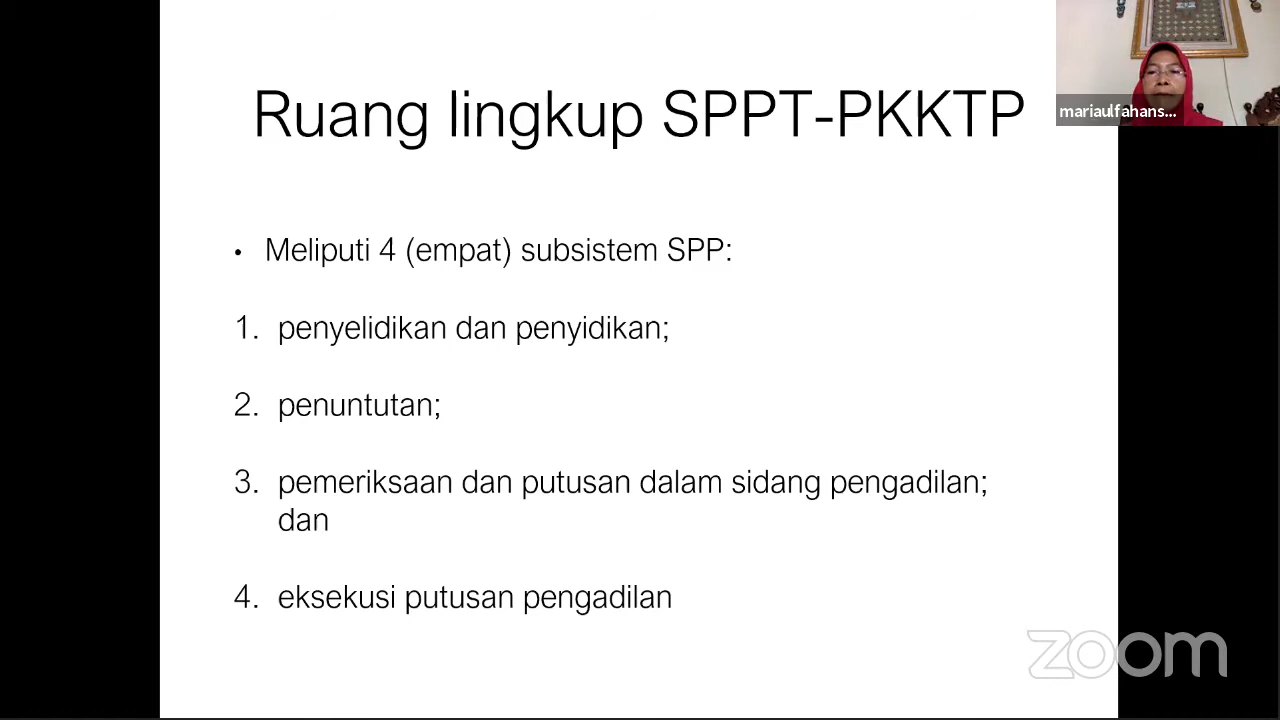 Ruang lingkup SPPT-PKKTP
mariaulfahans...
• Meliputi 4 (empat) subsistem SPP:
1. penyelidikan dan penyidikan;
2. penuntutan;
3. pemeriksaan dan putusan dalam sidang pengadilan;
dan
4. eksekusi putusan pengadilan
zoom